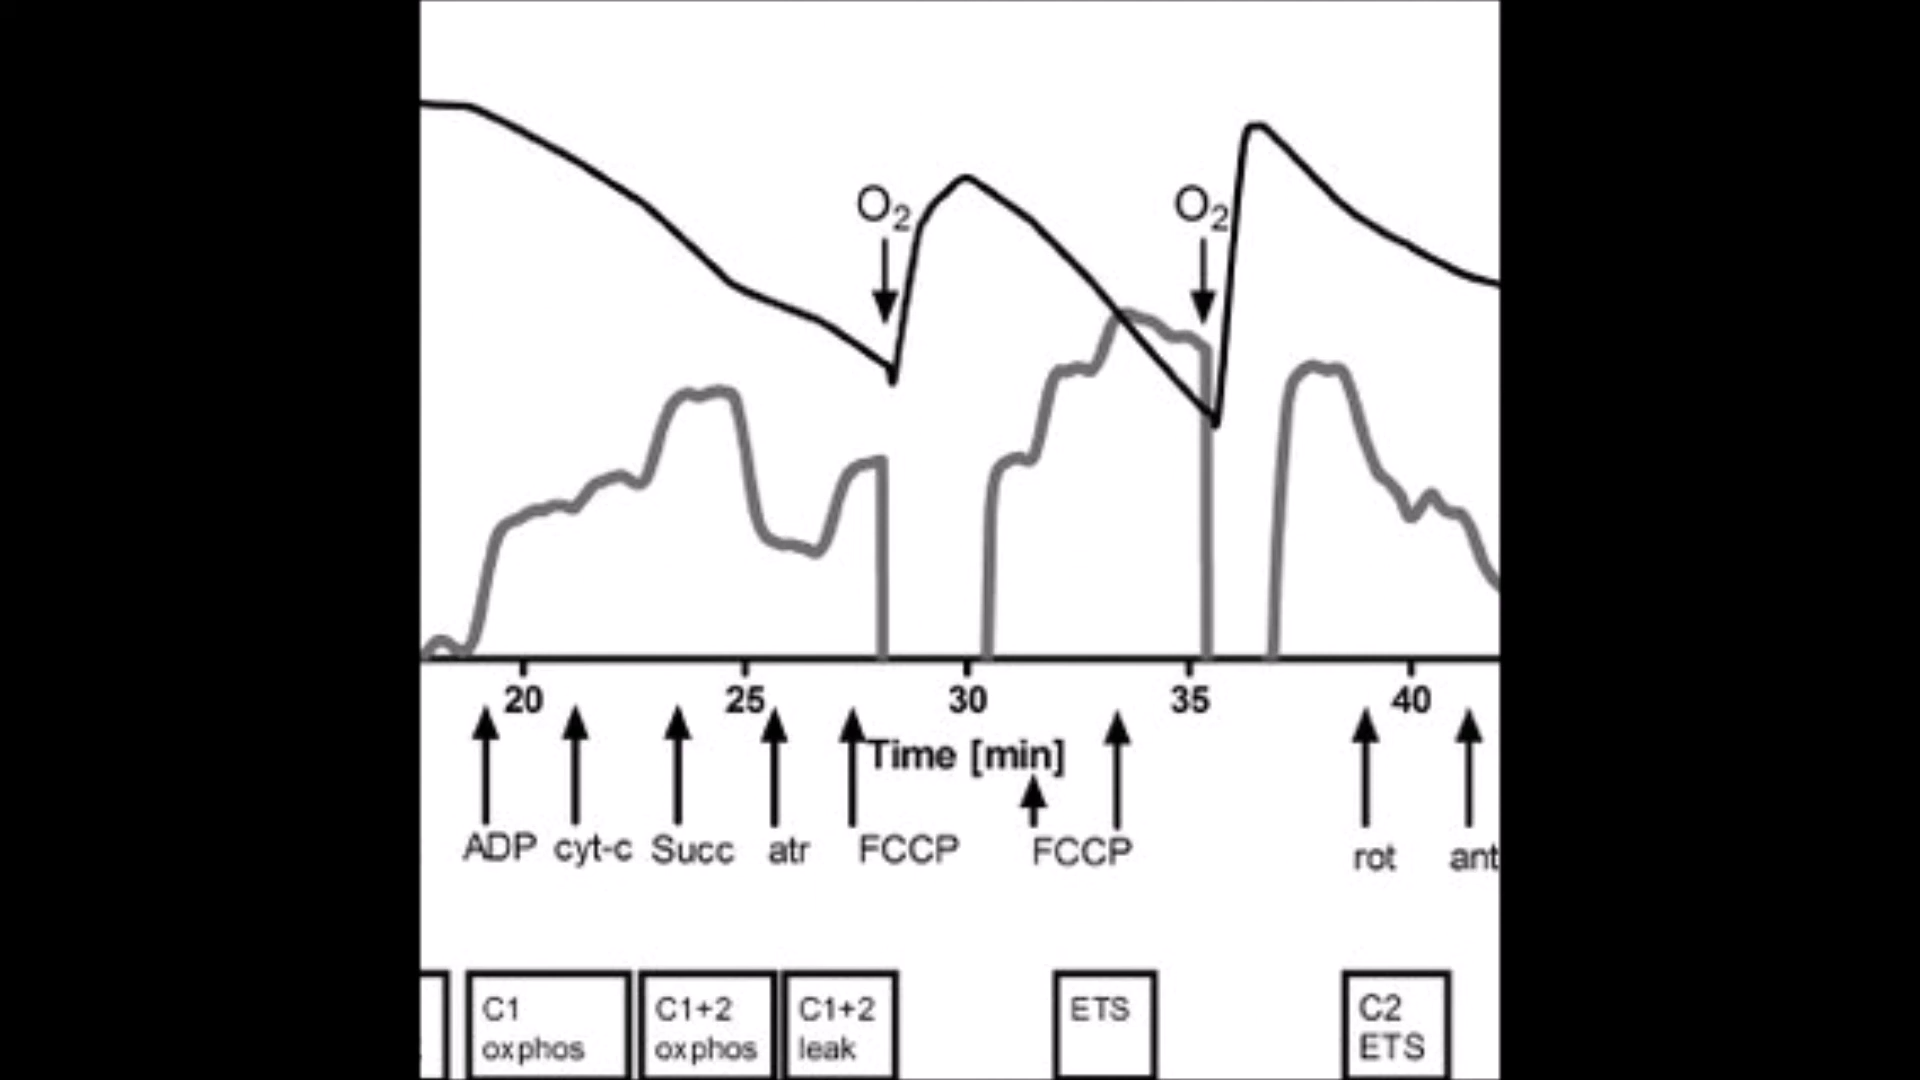 O2 O2
20 25 30 35 40
Time [min]
ADP cyt-c Succ atr FCCP FCCP rot ant
C1 C1+2 C1+2 ETS C2
oxphos oxphos leak ETS